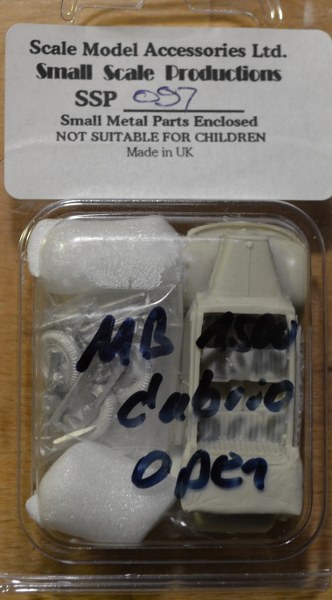 Scale Model Accessories Ltd.
Small Scale Productions
SSP 097
Small Metal Parts Enclosed
NOT SUITABLE FOR CHILDREN
Made in UK
MB
cabrio
open